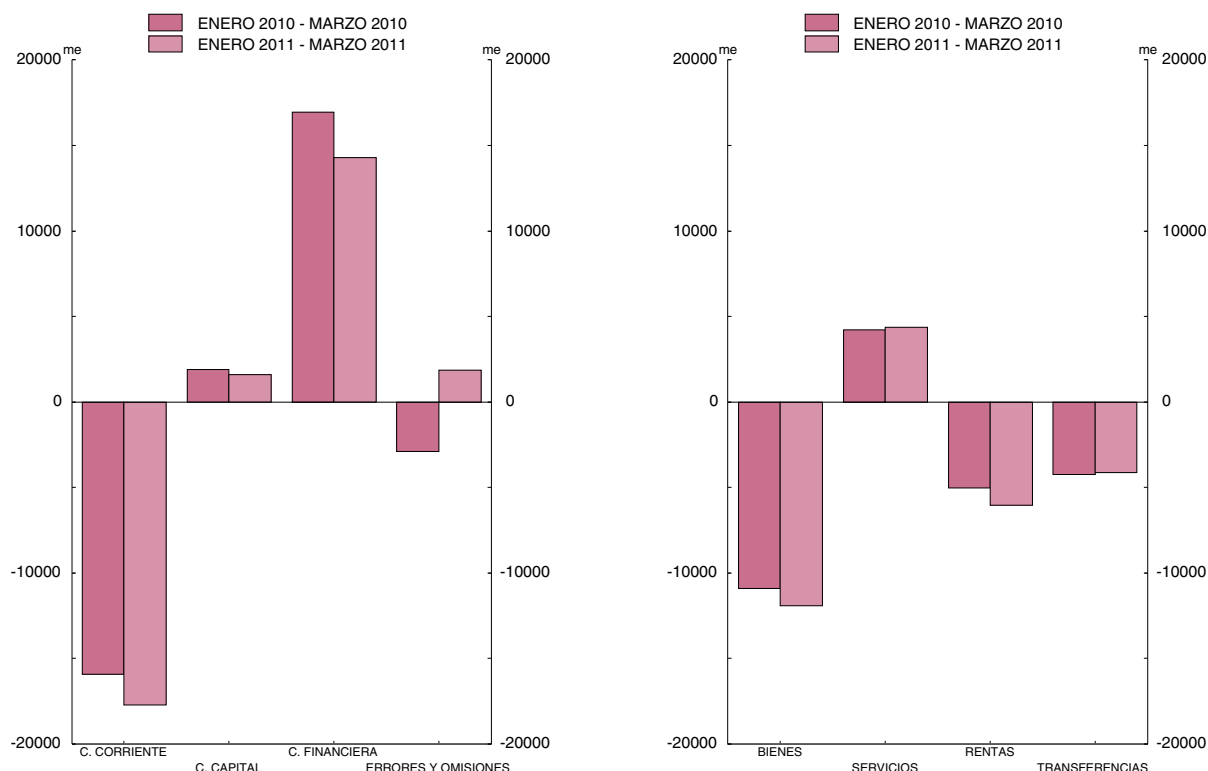 ENERO 2010 - MARZO 2010
ENERO 2011 - MARZO 2011
me
me
20000
20000
10000
10000
0
0
-10000
-10000
-20000
-20000
C. CORRIENTE
C. FINANCIERA
C. CAPITAL
ERRORES Y OMISIONES
ENERO 2010 - MARZO 2010
ENERO 2011 - MARZO 2011
me
me
20000
20000
10000
10000
0
0
-10000
-10000
-20000
-20000
BIENES
RENTAS
SERVICIOS
TRANSFERENCIAS